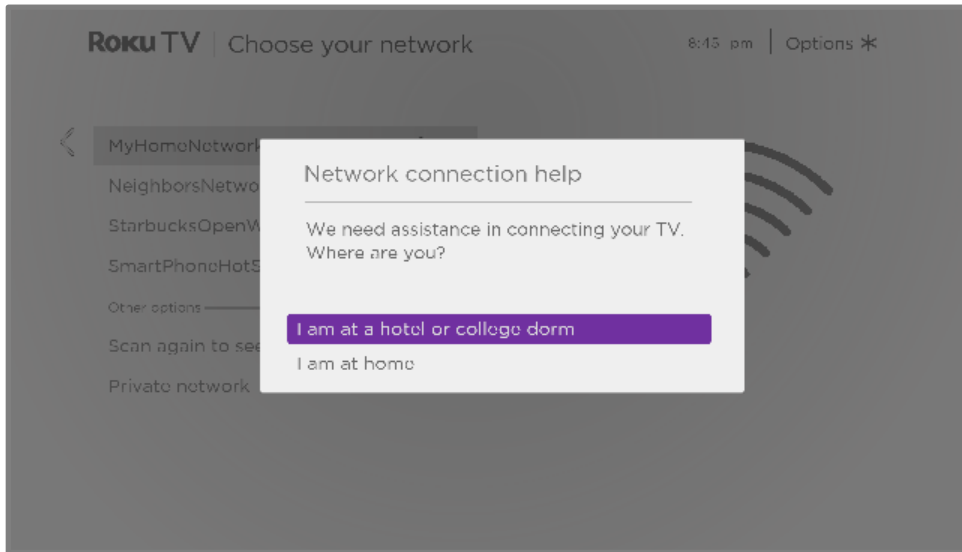 Roku TV | Choose your network
8:45 pm | Options *
MyHomeNetwork
NeighborsNetwo
StarbucksOpenW
SmartPhoneHotS
Other options
Scan again to see
Private network
Network connection help
We need assistance in connecting your TV.
Where are you?
I am at a hotel or college dorm
I am at home